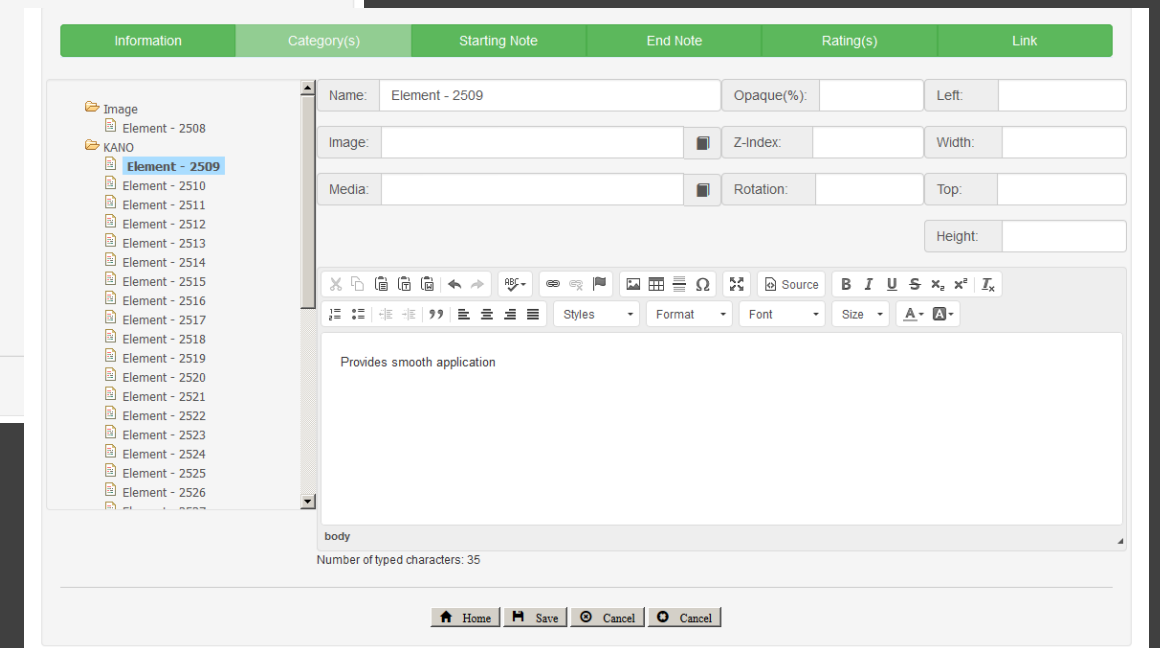 Information Category(s) Starting Note End Note Rating(s) Link
Image
Element - 2508
KANO
Element - 2509
Element - 2510
Element - 2511
Element - 2512
Element - 2513
Element - 2514
Element - 2515
Element - 2516
Element - 2517
Element - 2518
Element - 2519
Element - 2520
Element - 2521
Element - 2522
Element - 2523
Element - 2524
Element - 2525
Element - 2526
Name: Element - 2509 Opaque(%): Left:
Image: Z-Index: Width:
Media: Rotation: Top:
Height:
ABC Ω Source B I U S x₂ x² Tx
Styles Format Font Size A A
Provides smooth application
body
Number of typed characters: 35
Home Save Cancel Cancel